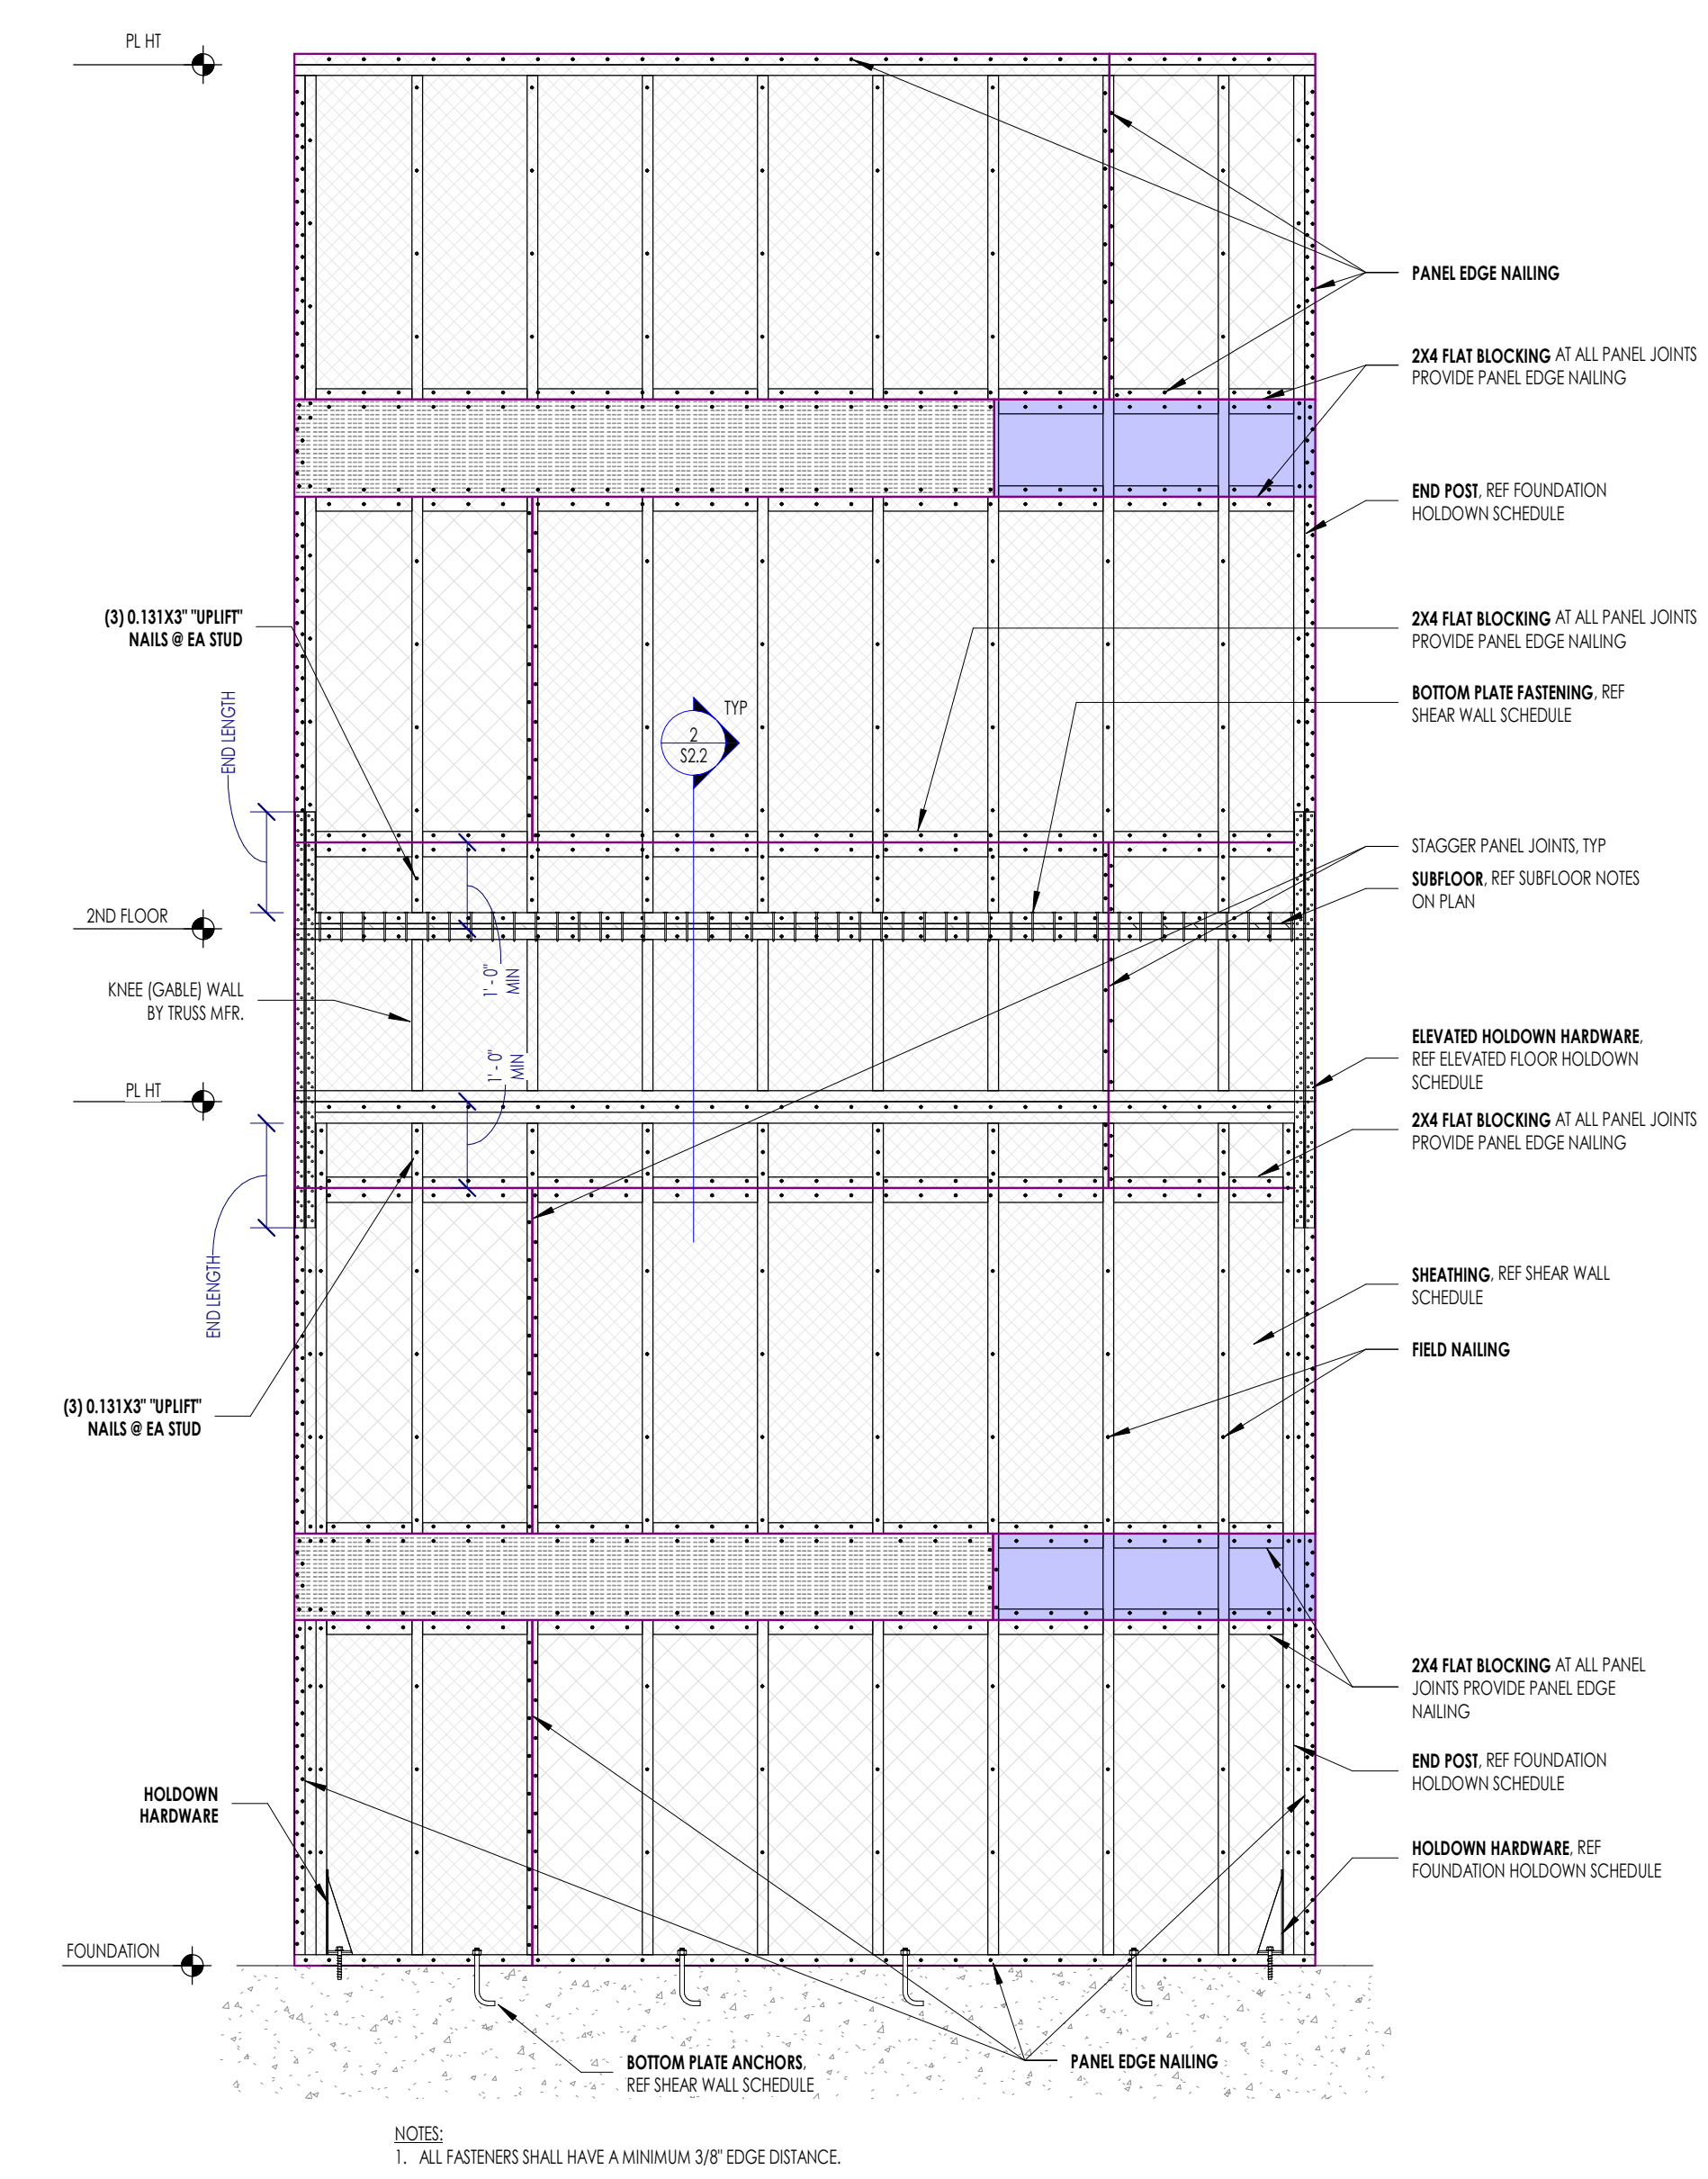 PL HT
PANEL EDGE NAILING
2X4 FLAT BLOCKING AT ALL PANEL JOINTS
PROVIDE PANEL EDGE NAILING
END POST, REF FOUNDATION
HOLDOWN SCHEDULE
(3) 0.131X3" "UPLIFT"
NAILS @ EA STUD
2X4 FLAT BLOCKING AT ALL PANEL JOINTS
PROVIDE PANEL EDGE NAILING
END LENGTH
BOTTOM PLATE FASTENING, REF
SHEAR WALL SCHEDULE
TYP
2
S2.2
STAGGER PANEL JOINTS, TYP
SUBFLOOR, REF SUBFLOOR NOTES
ON PLAN
2ND FLOOR
1' - 0"
MIN
KNEE (GABLE) WALL
BY TRUSS MFR.
ELEVATED HOLDOWN HARDWARE,
REF ELEVATED FLOOR HOLDOWN
SCHEDULE
1' - 0"
MIN
PL HT
2X4 FLAT BLOCKING AT ALL PANEL JOINTS
PROVIDE PANEL EDGE NAILING
END LENGTH
SHEATHING, REF SHEAR WALL
SCHEDULE
FIELD NAILING
(3) 0.131X3" "UPLIFT"
NAILS @ EA STUD
2X4 FLAT BLOCKING AT ALL PANEL
JOINTS PROVIDE PANEL EDGE
NAILING
END POST, REF FOUNDATION
HOLDOWN SCHEDULE
HOLDOWN
HARDWARE
HOLDOWN HARDWARE, REF
FOUNDATION HOLDOWN SCHEDULE
FOUNDATION
BOTTOM PLATE ANCHORS,
REF SHEAR WALL SCHEDULE
PANEL EDGE NAILING
NOTES:
1. ALL FASTENERS SHALL HAVE A MINIMUM 3/8" EDGE DISTANCE.